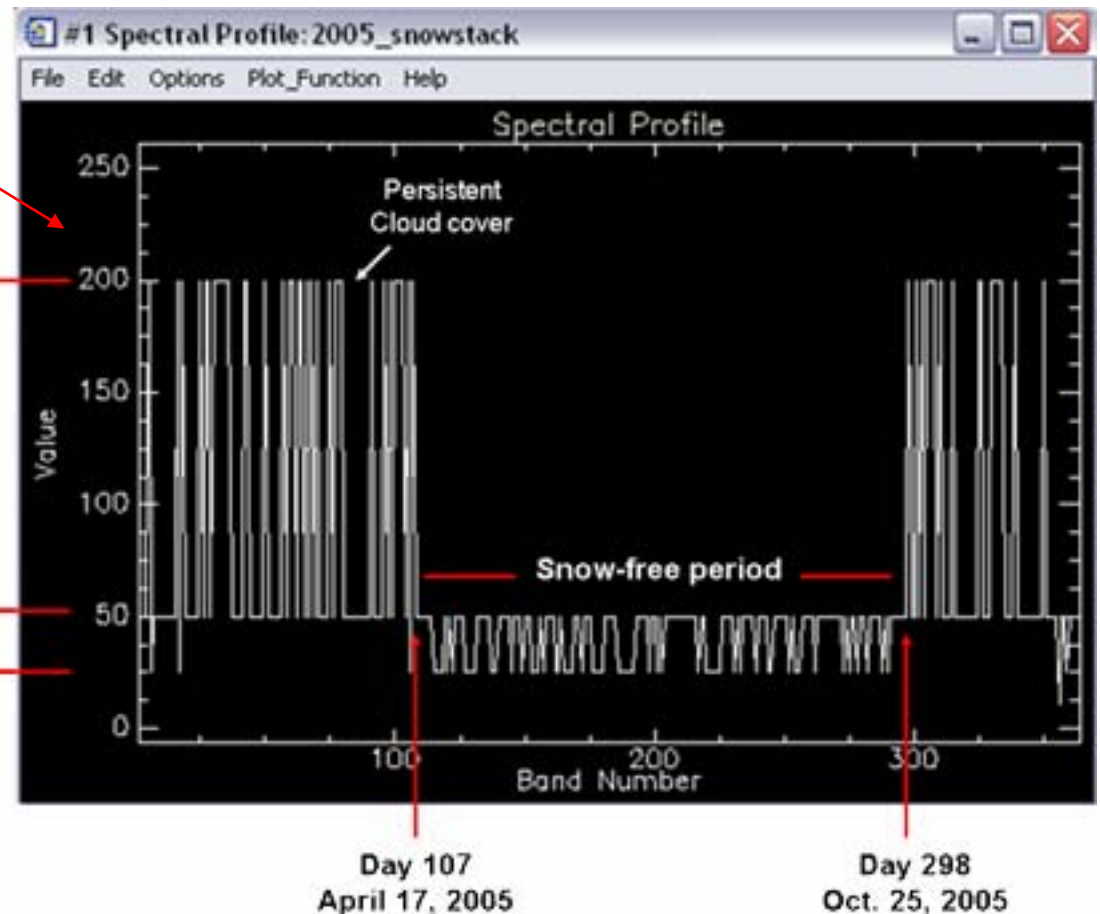 #1 Spectral Profile: 2005_snowstack
File Edit Options Plot_Function Help
Spectral Profile
250
200
150
100
50
0
Value
Persistent
Cloud cover
Snow-free period
100
200
300
Band Number
Day 107
April 17, 2005
Day 298
Oct. 25, 2005